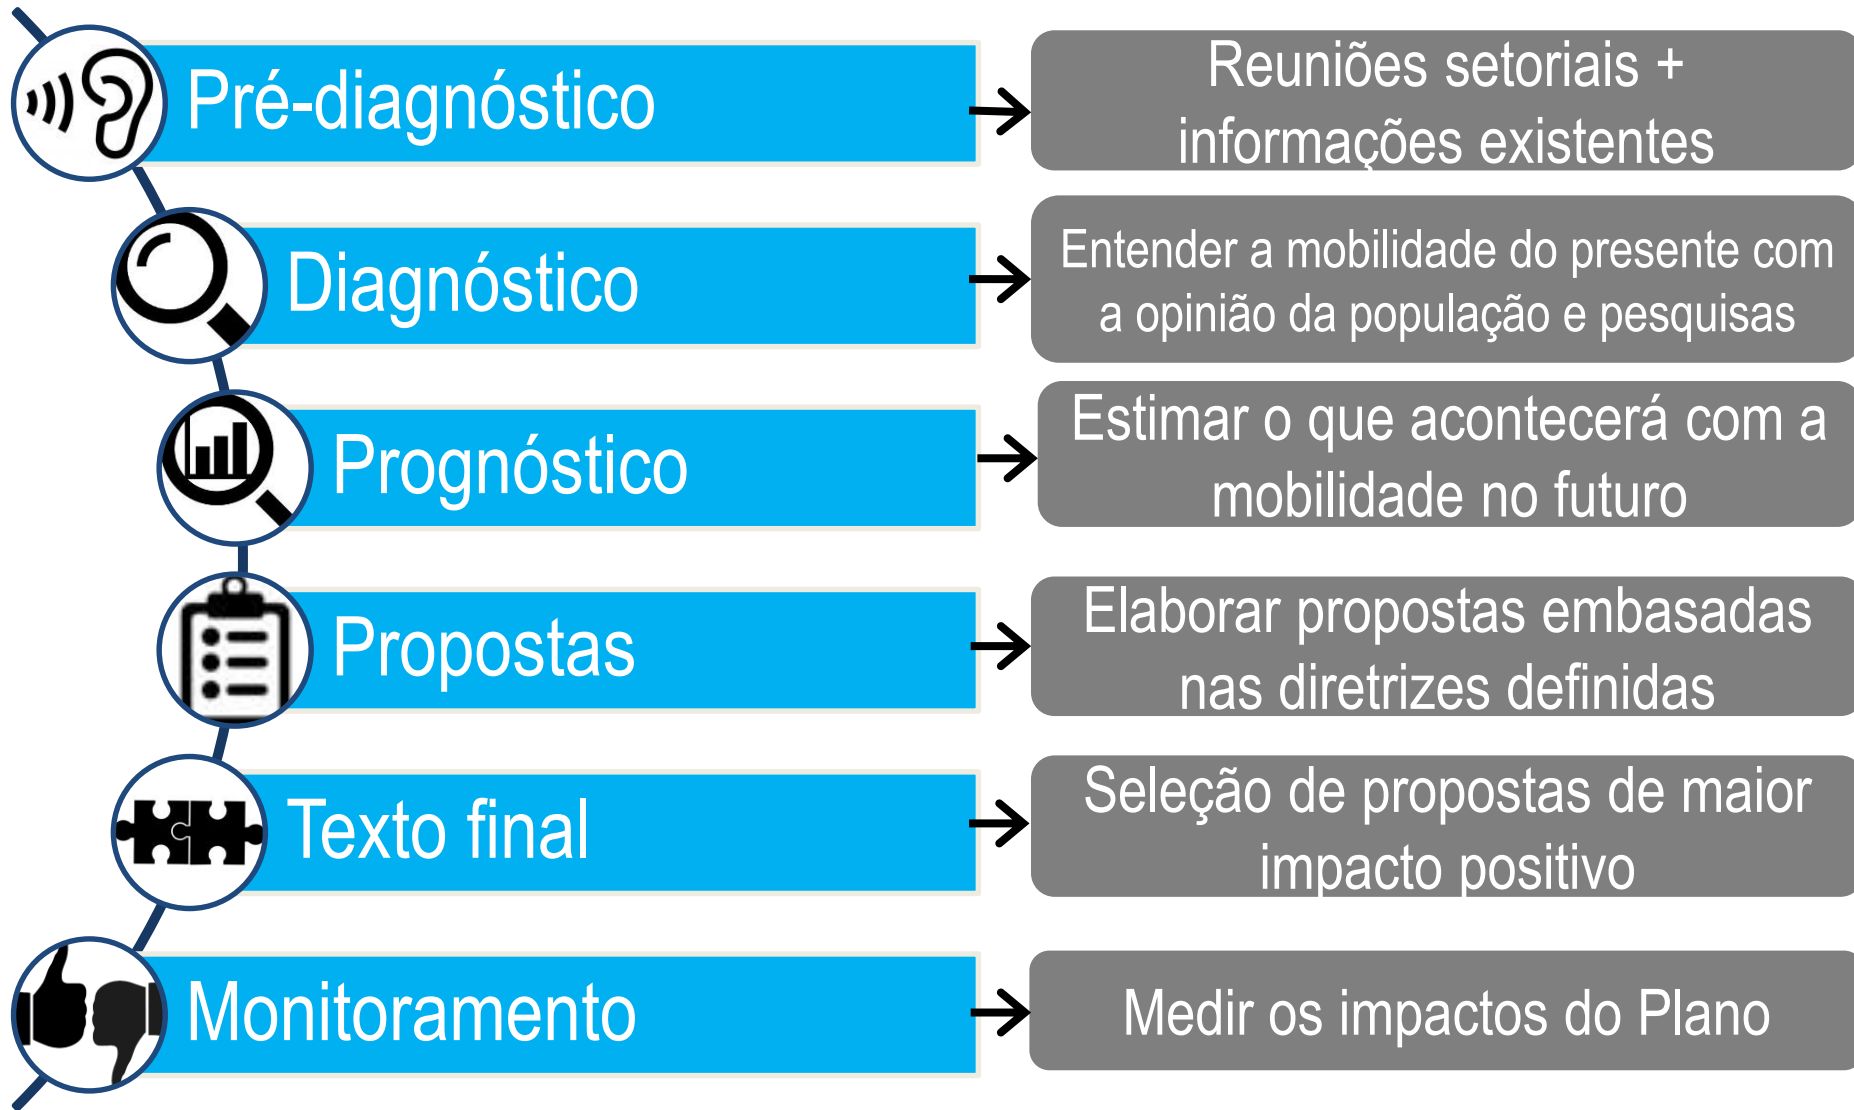 Pré-diagnóstico
Reuniões setoriais +
informações existentes
Diagnóstico
Entender a mobilidade do presente com
a opinião da população e pesquisas
Prognóstico
Estimar o que acontecerá com a
mobilidade no futuro
Propostas
Elaborar propostas embasadas
nas diretrizes definidas
Texto final
Seleção de propostas de maior
impacto positivo
Monitoramento
Medir os impactos do Plano